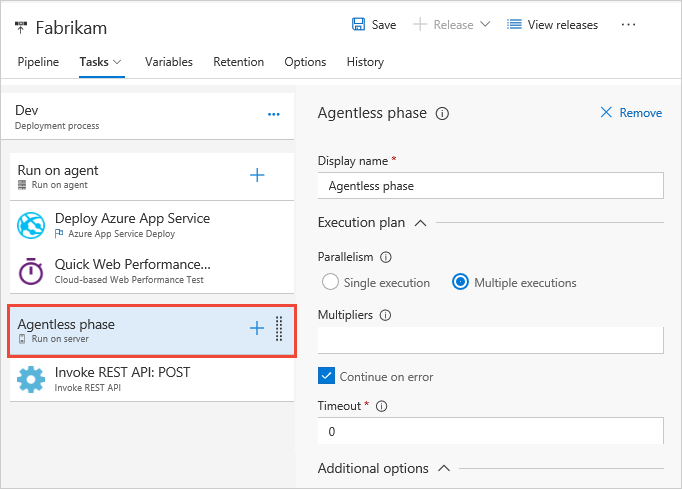 Fabrikam
Save
Release
View releases
Pipeline
Tasks
Variables
Retention
Options
History
Dev
Deployment process
Run on agent
Run on agent
Deploy Azure App Service
Azure App Service Deploy
Quick Web Performance...
Cloud-based Web Performance Test
Agentless phase
Run on server
Invoke REST API: POST
Invoke REST API
Agentless phase
Remove
Display name *
Agentless phase
Execution plan
Parallelism
Single execution
Multiple executions
Multipliers
Continue on error
Timeout *
0
Additional options